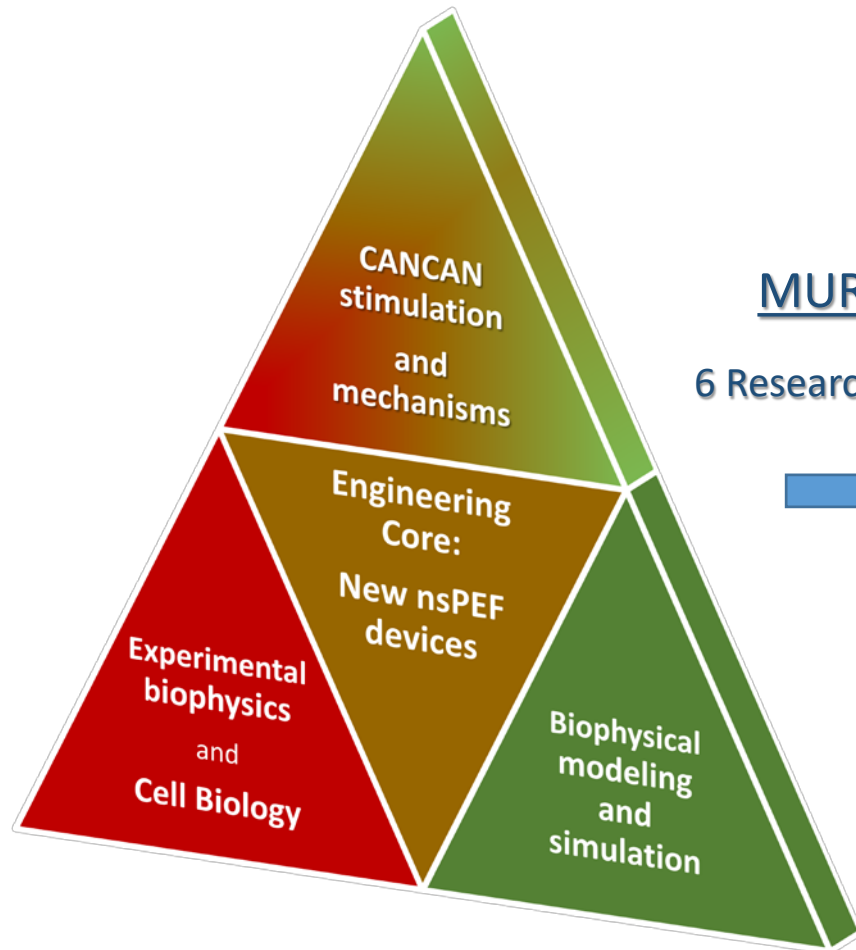 CANCAN
stimulation
and
mechanisms
MUR
6 Researc
Engineering
Core:
New nsPEF
devices
Experimental
biophysics
and
Cell Biology
Biophysical
modeling
and
simulation